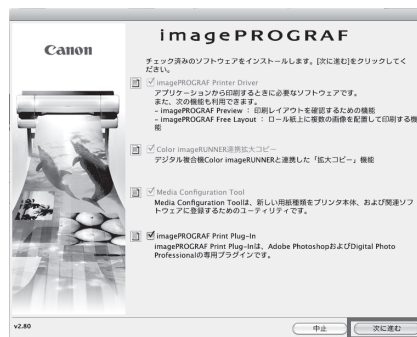 Canon
imagePROGRAF
チェック済みのソフトウェアをインストールします。[次に進む]をクリックしてく
ださい。
imagePROGRAF Printer Driver
アプリケーションから印刷するときに必要なソフトウェアです。
また、次の機能も利用できます。
– imagePROGRAF Preview ： 印刷レイアウトを確認するための機能
– imagePROGRAF Free Layout ： ロール紙上に複数の画像を配置して印刷する機
能
Color imageRUNNER連携拡大コピー
デジタル複合機Color imageRUNNERと連携した「拡大コピー」機能
Media Configuration Tool
Media Configuration Toolは、新しい用紙種類をプリンタ本体、および関連ソフ
トウェアに登録するためのユーティリティです。
imagePROGRAF Print Plug-In
imagePROGRAF Print Plug-Inは、Adobe PhotoshopおよびDigital Photo
Professionalの専用プラグインです。
v2.80
中止
次に進む